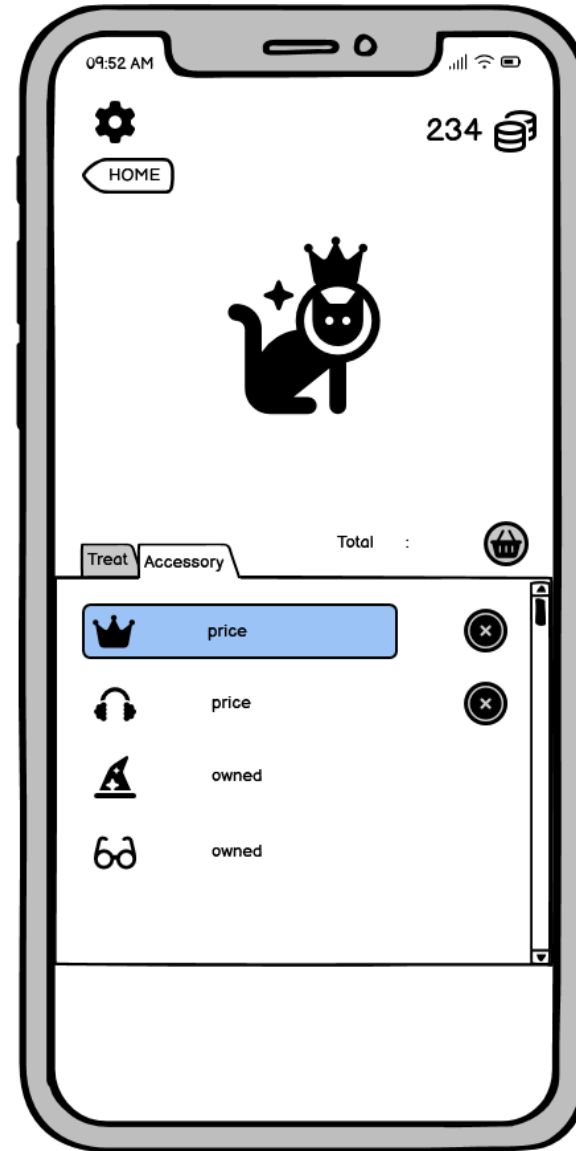 09:52 AM
234
HOME
Total :
Treat Accessory
price
price
owned
owned